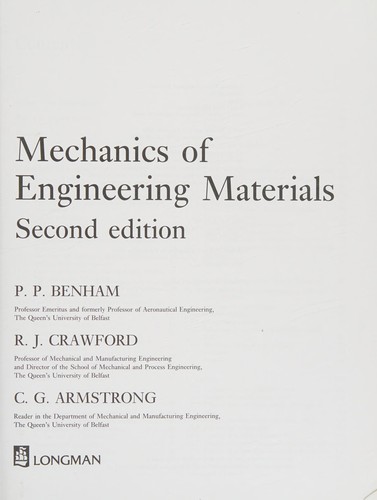 Mechanics of
Engineering Materials
Second edition
P. P. BENHAM
Professor Emeritus and formerly Professor of Aeronautical Engineering,
The Queen's University of Belfast
R. J. CRAWFORD
Professor of Mechanical and Manufacturing Engineering
and Director of the School of Mechanical and Process Engineering,
The Queen's University of Belfast
C. G. ARMSTRONG
Reader in the Department of Mechanical and Manufacturing Engineering,
The Queen's University of Belfast
LONGMAN